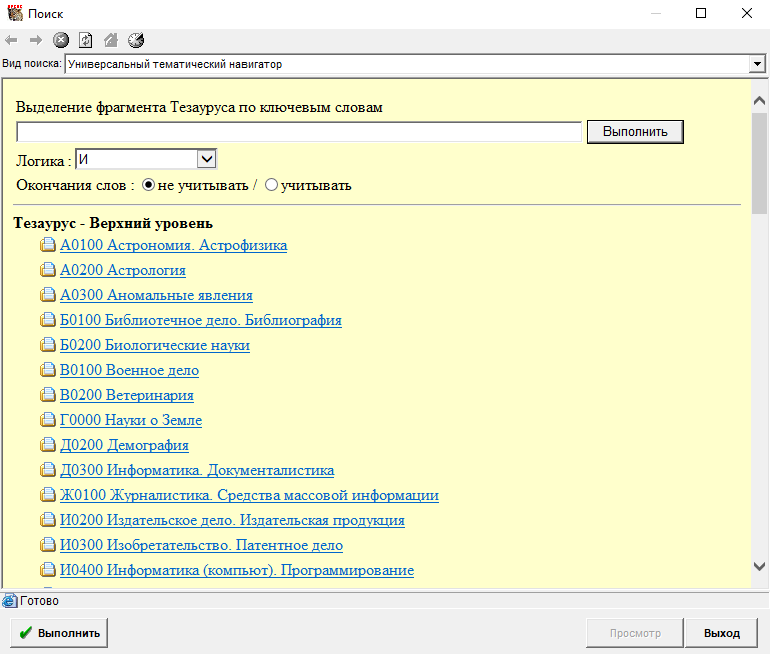 Поиск
Вид поиска: Универсальный тематический навигатор
Выделение фрагмента Тезауруса по ключевым словам
Выполнить
Логика : И
Окончания слов : не учитывать / учитывать
Тезаурус - Верхний уровень
А0100 Астрономия. Астрофизика
А0200 Астрология
А0300 Аномальные явления
Б0100 Библиотечное дело. Библиография
Б0200 Биологические науки
В0100 Военное дело
В0200 Ветеринария
Г0000 Науки о Земле
Д0200 Демография
Д0300 Информатика. Документалистика
Ж0100 Журналистика. Средства массовой информации
И0200 Издательское дело. Издательская продукция
И0300 Изобретательство. Патентное дело
И0400 Информатика (компьют). Программирование
Готово
Выполнить Просмотр Выход